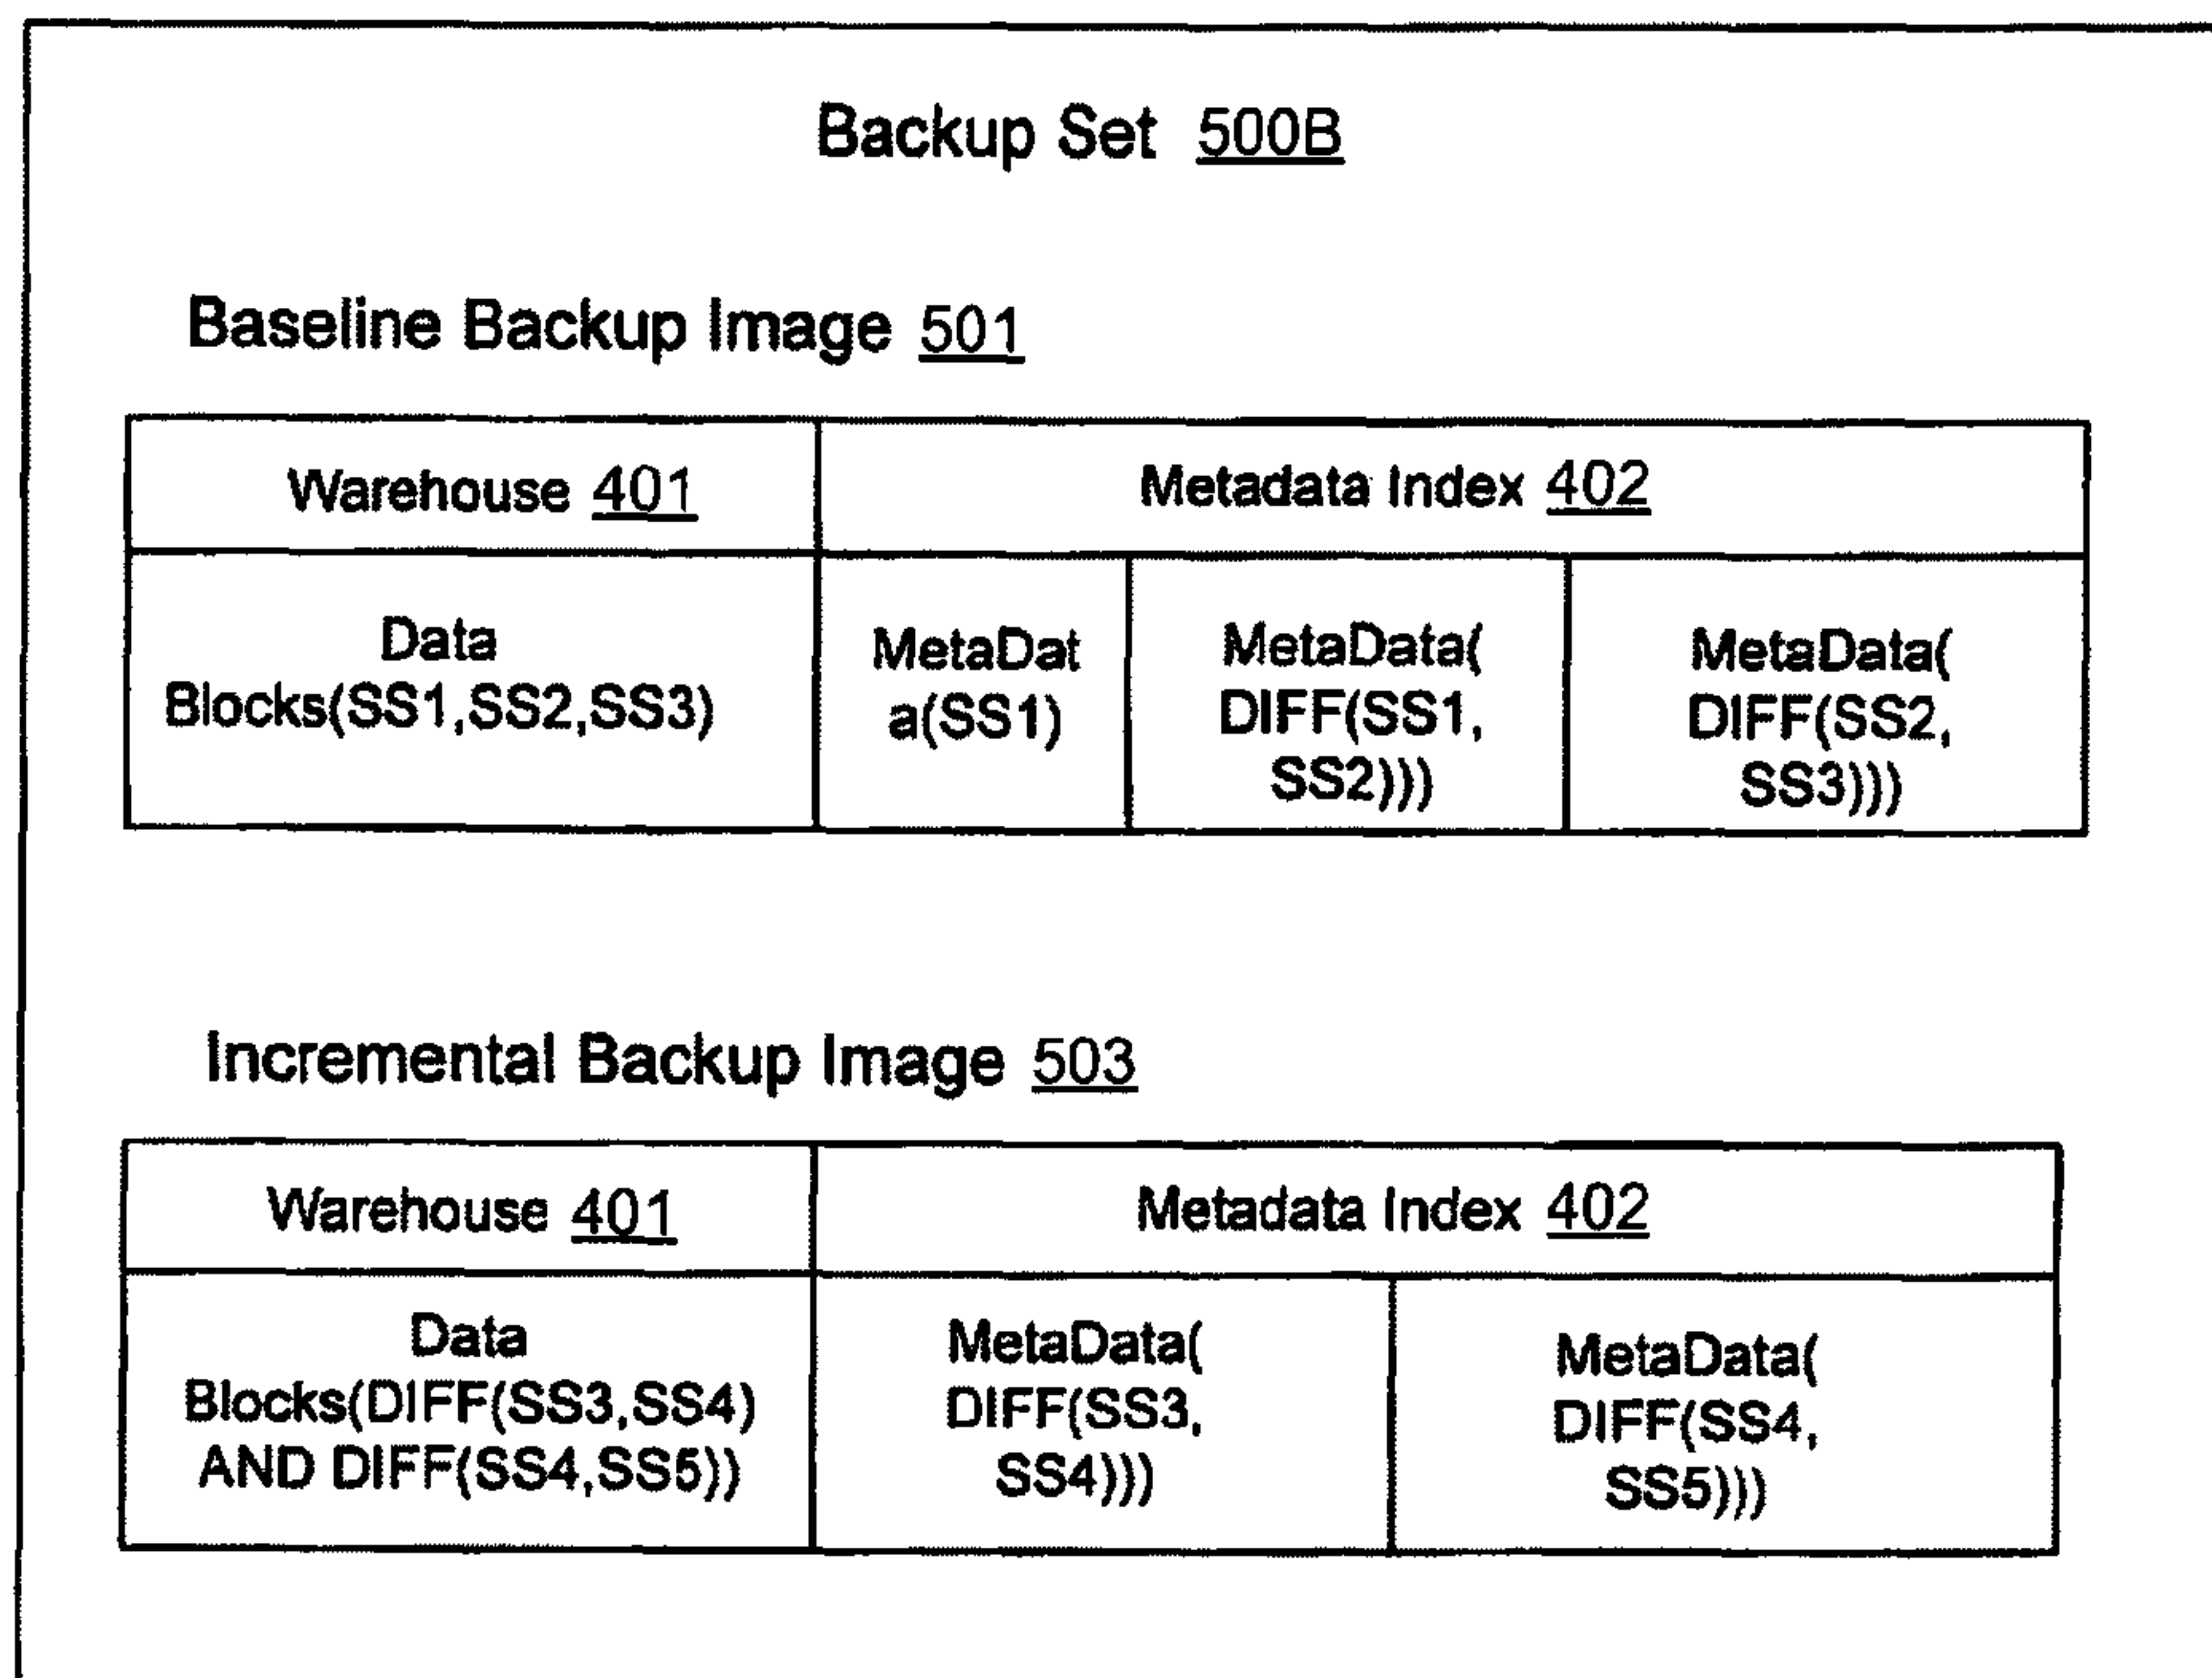 Backup Set 500B
Baseline Backup Image 501
Warehouse 401
Metadata Index 402
Data
Blocks(SS1,SS2,SS3)
MetaDat
a(SS1)
MetaData(
DIFF(SS1,
SS2)))
MetaData(
DIFF(SS2,
SS3)))
Incremental Backup Image 503
Warehouse 401
Metadata Index 402
Data
Blocks(DIFF(SS3,SS4)
AND DIFF(SS4,SS5))
MetaData(
DIFF(SS3,
SS4)))
MetaData(
DIFF(SS4,
SS5)))